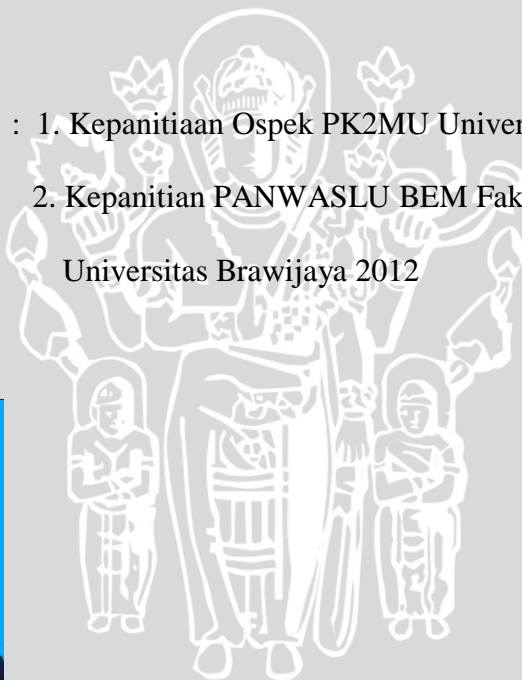 : 1. Kepanitiaan Ospek PK2MU Univer
2. Kepanitian PANWASLU BEM Fak
Universitas Brawijaya 2012